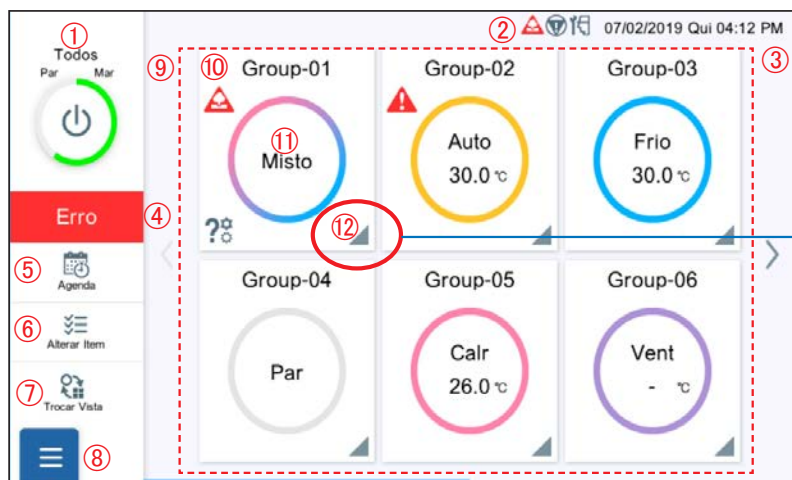 ①
Todos
Par Mar
Erro
④
⑤
Agenda
⑥
Alterar Item
⑦
Trocar Vista
⑧
② 07/02/2019 Qui 04:12 PM
③
⑨
⑩ Group-01
⑪
Misto
?
⑫
Group-02
Auto
30.0 °C
Group-03
Frio
30.0 °C
Group-04
Par
Group-05
Calr
26.0 °C
Group-06
Vent
- °C